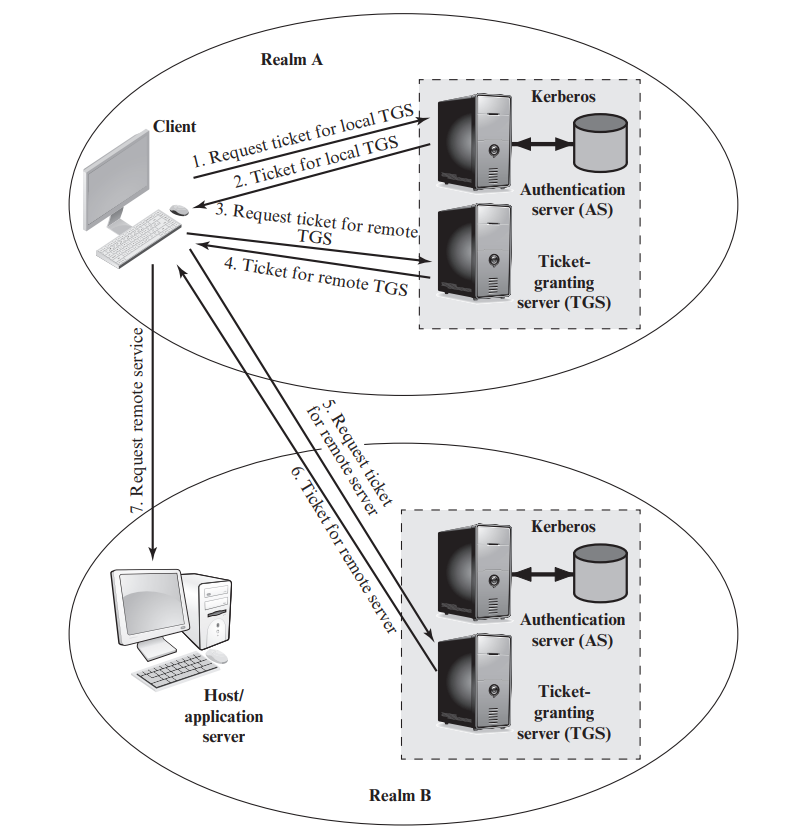 Realm A
Client
Kerberos
1. Request ticket for local TGS
2. Ticket for local TGS
Authentication
server (AS)
3. Request ticket for remote
TGS
4. Ticket for remote TGS
Ticket-
granting
server (TGS)
7. Request remote service
5. Request ticket
for remote server
6. Ticket for remote server
Kerberos
Authentication
server (AS)
Ticket-
granting
server (TGS)
Host/
application
server
Realm B